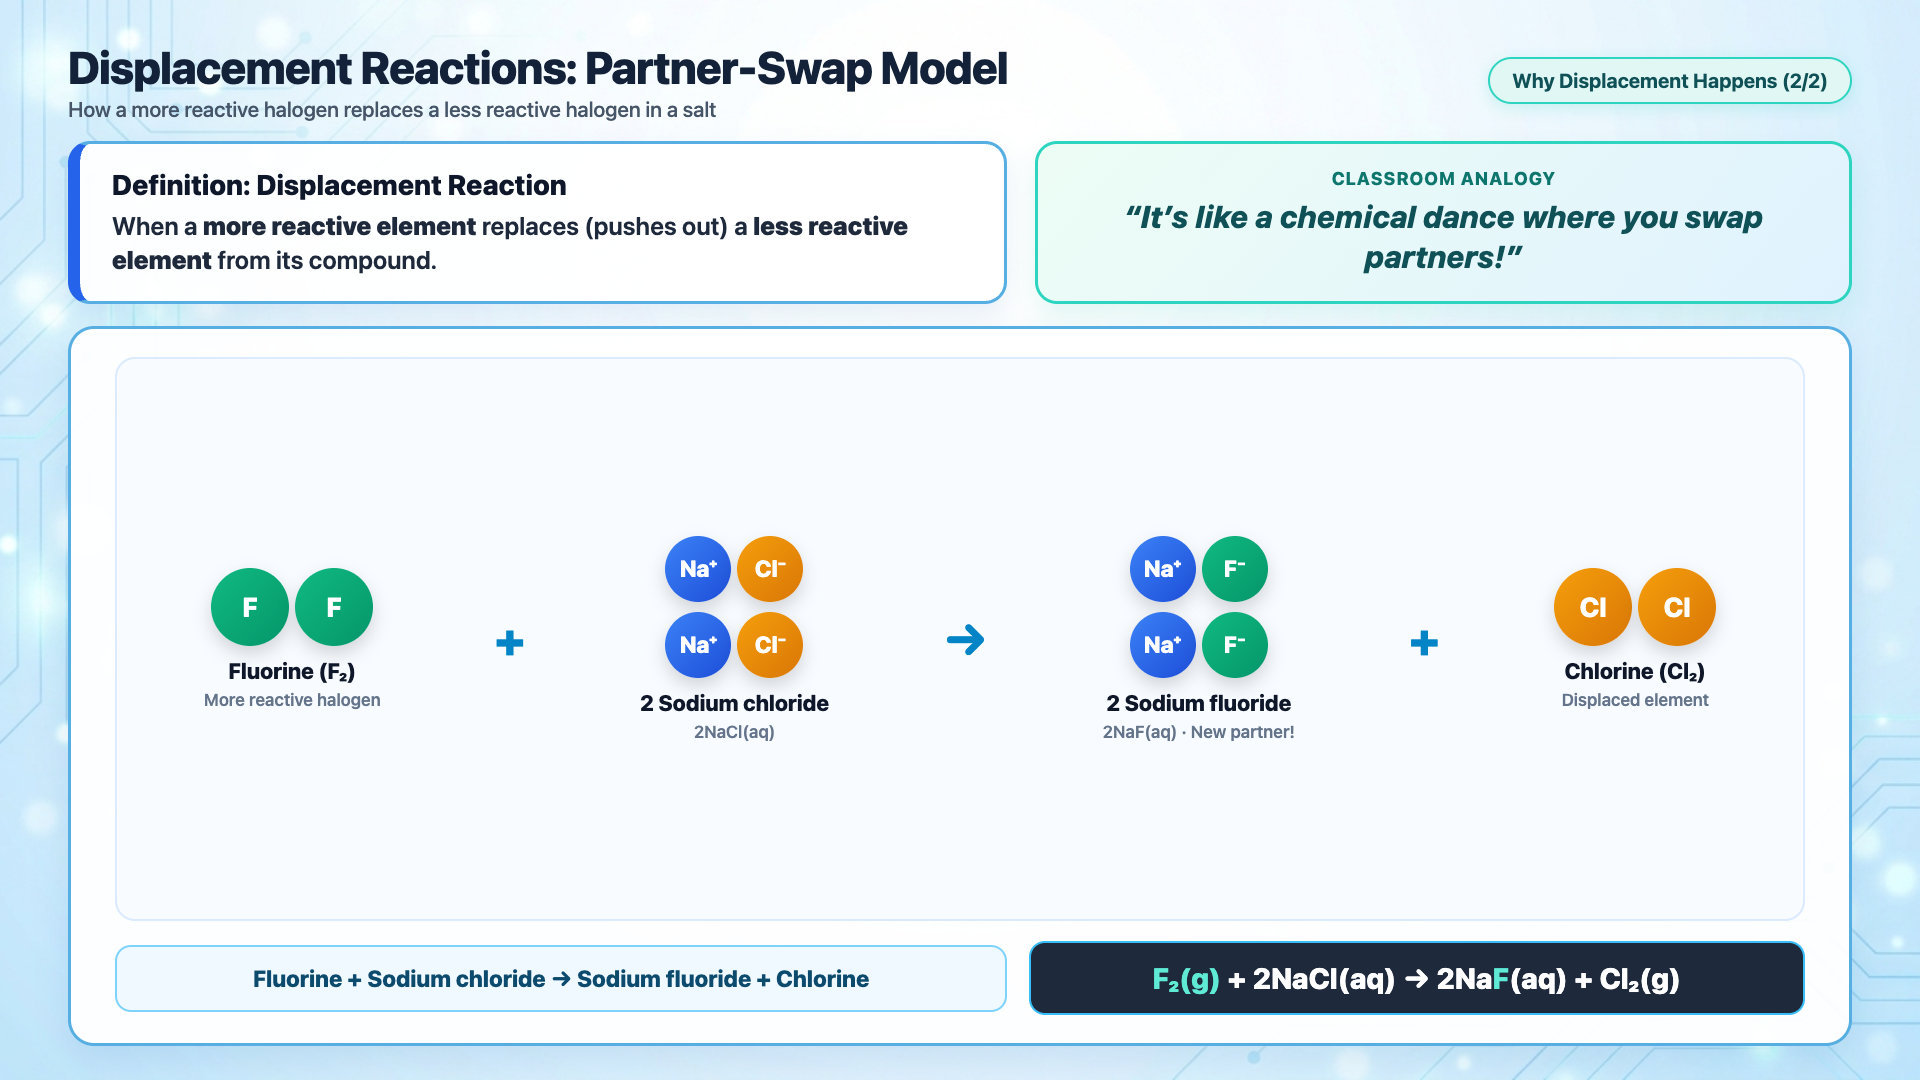 Displacement Reactions: Partner-Swap Model
How a more reactive halogen replaces a less reactive halogen in a salt
Why Displacement Happens (2/2)
Definition: Displacement Reaction
When a more reactive element replaces (pushes out) a less reactive
element from its compound.
CLASSROOM ANALOGY
“It’s like a chemical dance where you swap
partners!”
F F
Fluorine (F₂)
More reactive halogen
+
Na⁺ Cl⁻
Na⁺ Cl⁻
2 Sodium chloride
2NaCl(aq)
→
Na⁺ F⁻
Na⁺ F⁻
2 Sodium fluoride
2NaF(aq) · New partner!
+
Cl Cl
Chlorine (Cl₂)
Displaced element
Fluorine + Sodium chloride → Sodium fluoride + Chlorine
F₂(g) + 2NaCl(aq) → 2NaF(aq) + Cl₂(g)